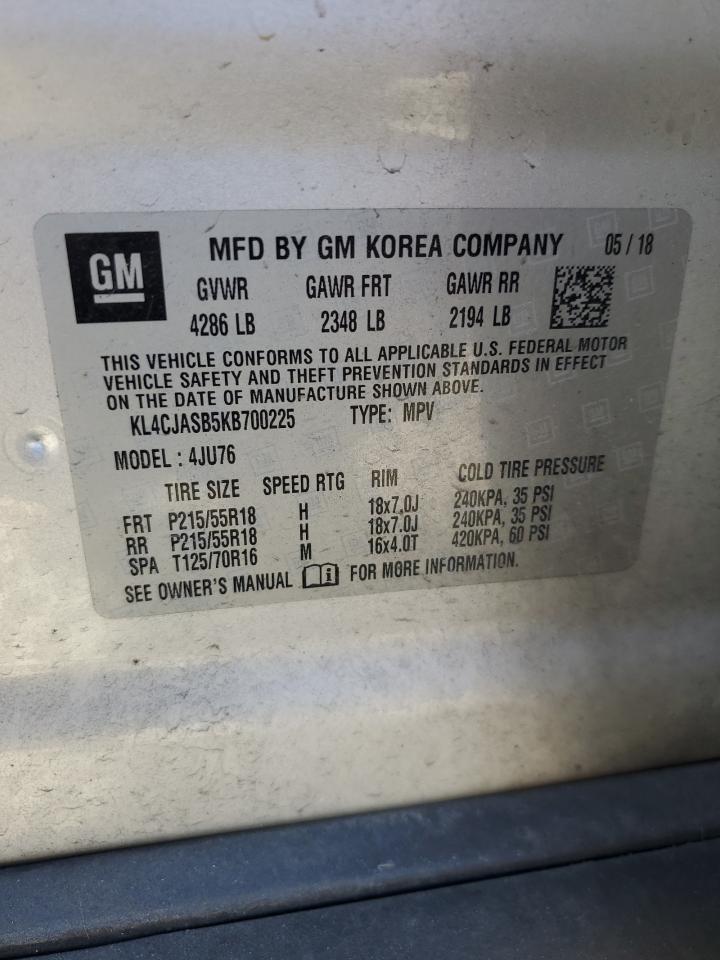 GM
MFD BY GM KOREA COMPANY 05 / 18
GVWR GAWR FRT GAWR RR
4286 LB 2348 LB 2194 LB
THIS VEHICLE CONFORMS TO ALL APPLICABLE U.S. FEDERAL MOTOR
VEHICLE SAFETY AND THEFT PREVENTION STANDARDS IN EFFECT
ON THE DATE OF MANUFACTURE SHOWN ABOVE.
KL4CJASB5KB700225 TYPE: MPV
MODEL : 4JU76
TIRE SIZE SPEED RTG RIM COLD TIRE PRESSURE
FRT P215/55R18 H 18x7.0J 240KPA, 35 PSI
RR P215/55R18 H 18x7.0J 240KPA, 35 PSI
SPA T125/70R16 M 16x4.0T 420KPA, 60 PSI
SEE OWNER'S MANUAL FOR MORE INFORMATION.